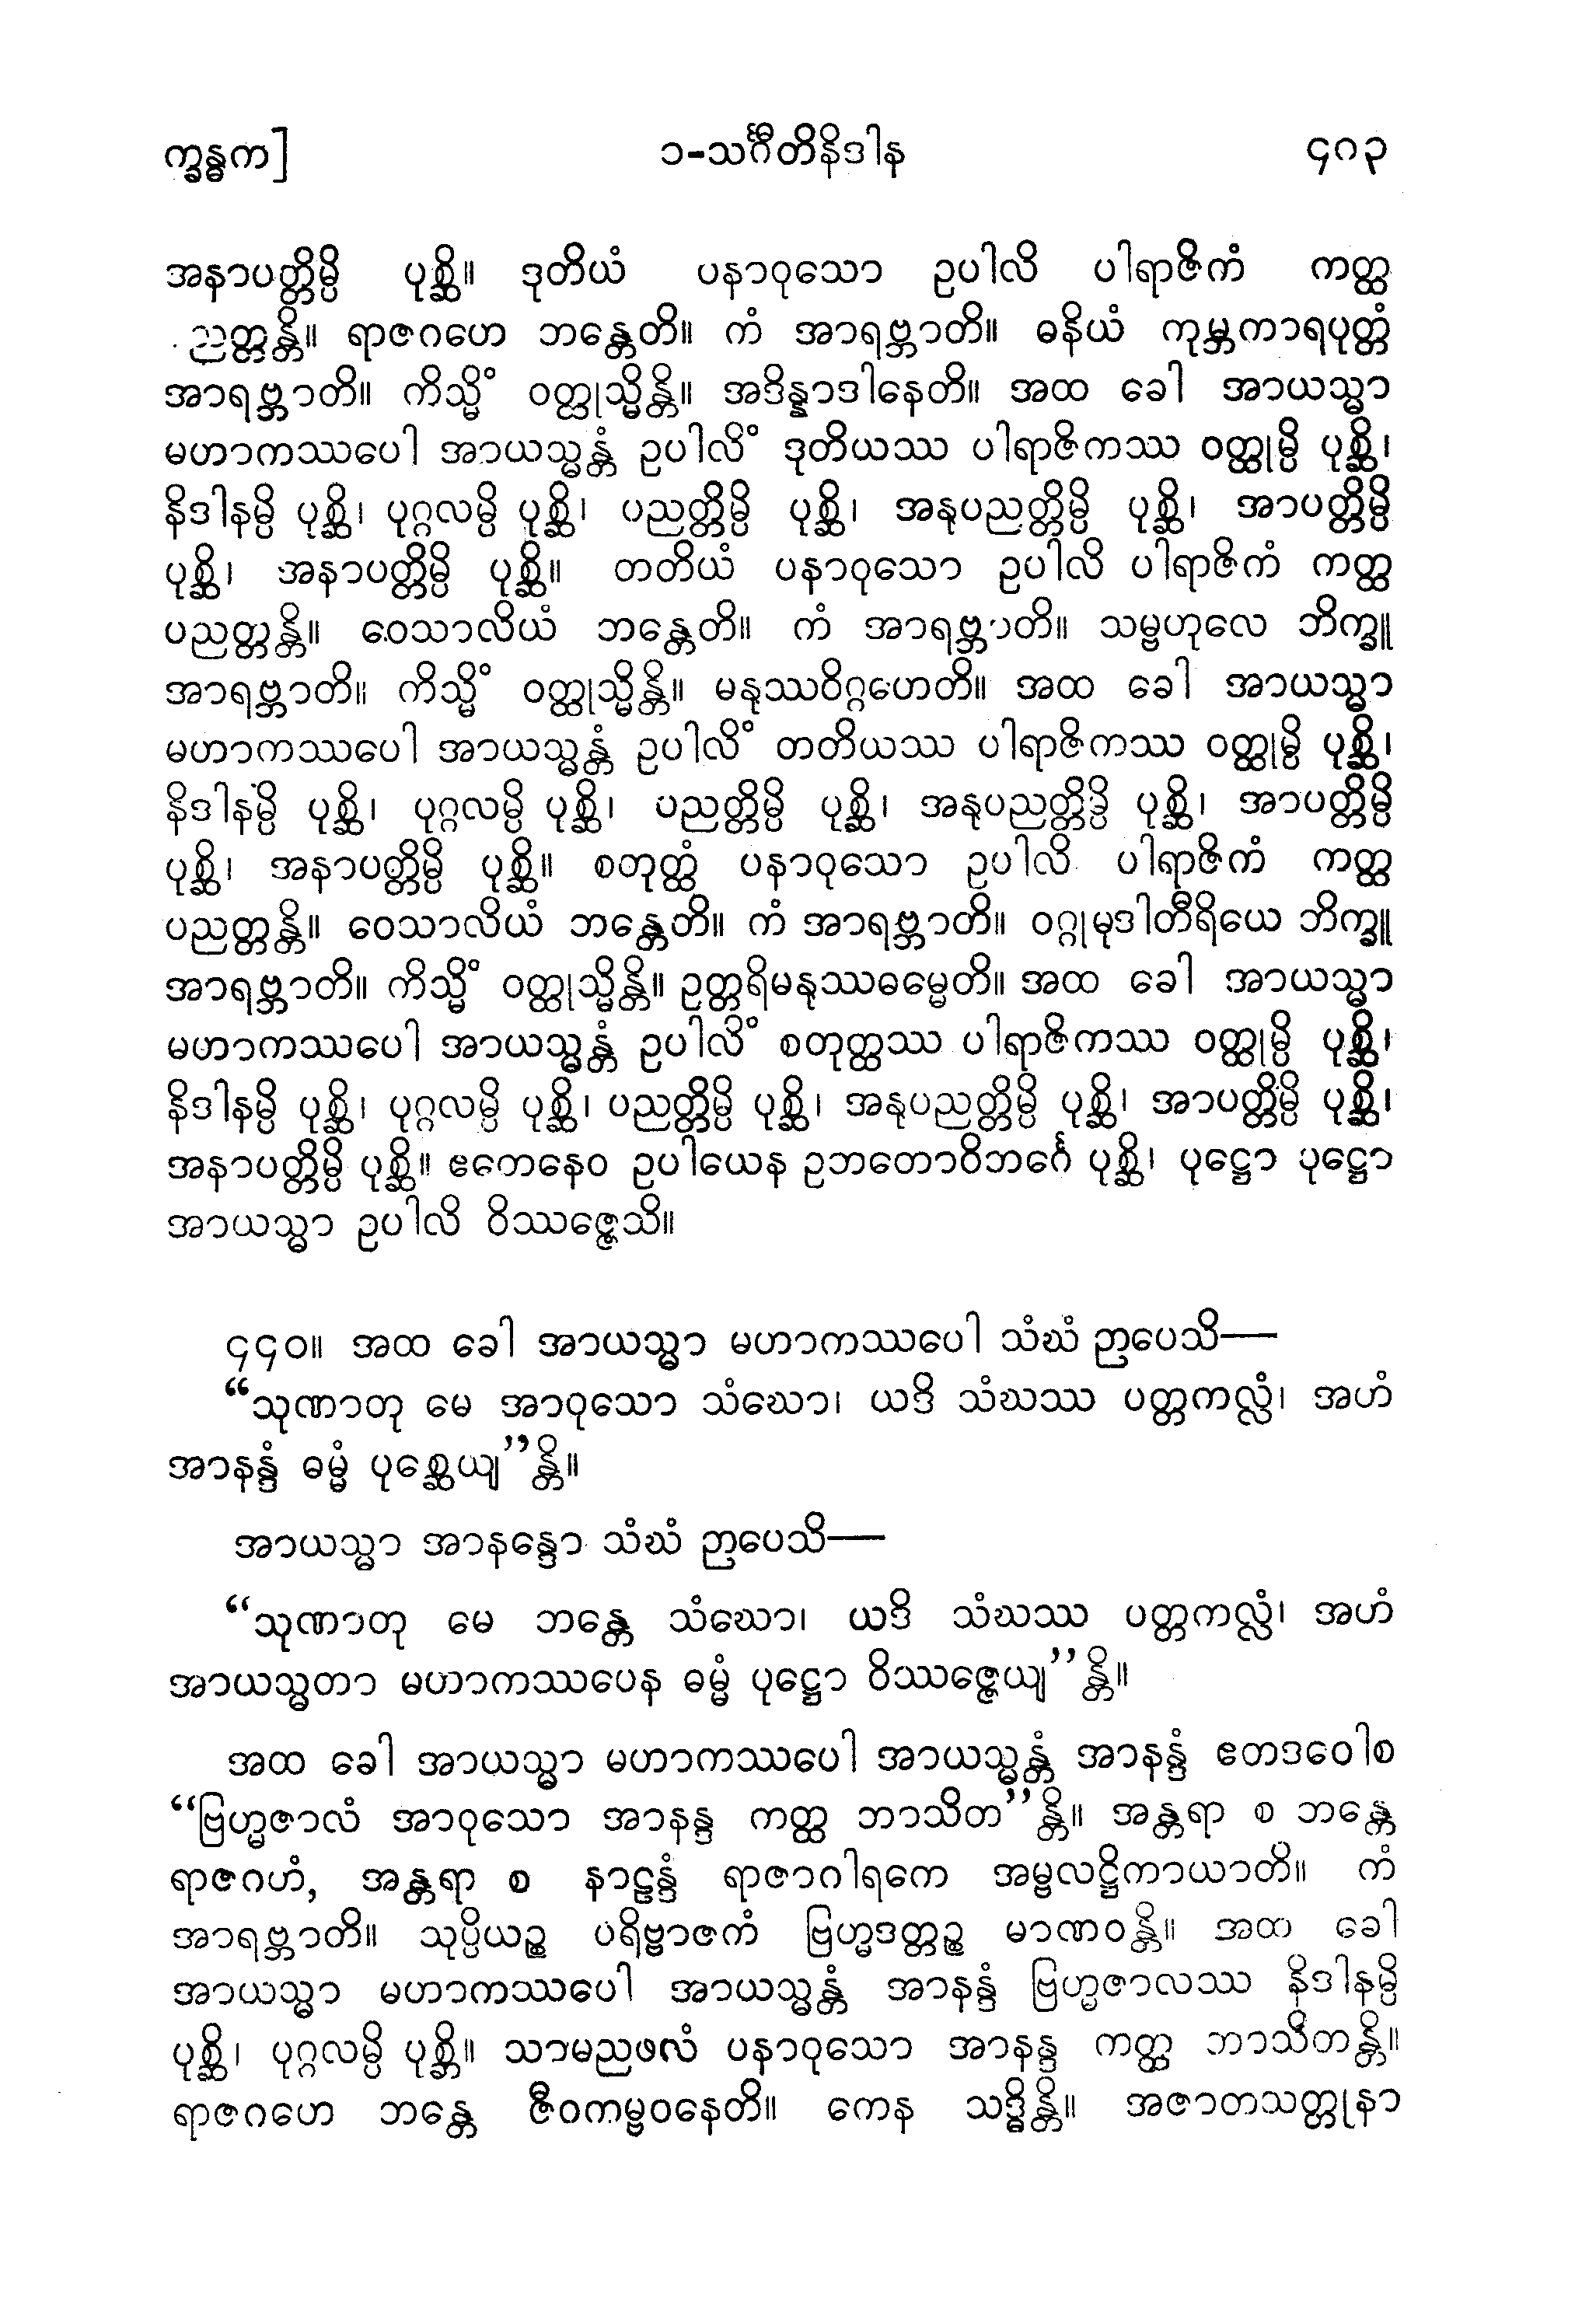 က္ခန္ဓက] ၁-သင်္ဂီတိနိဒါန ၄၈၃
အနာပတ္တိမ္ပိ ပုစ္ဆိ။ ဒုတိယံ ပနာဝုသော ဥပါလိ ပါရာဇိကံ ကတ္ထ
ညတ္တန္တိ။ ရာဇဂဟေ ဘန္တေတိ။ ကံ အာရဗ္ဘာတိ။ ဓနိယံ ကုမ္ဘကာရပုတ္တံ
အာရဗ္ဘာတိ။ ကိသ္မိံ ဝတ္ထုသ္မိန္တိ။ အဒိန္နာဒါနေတိ။ အထ ခေါ အာယသ္မာ
မဟာကဿပေါ အာယသ္မန္တံ ဥပါလိံ ဒုတိယဿ ပါရာဇိကဿ ဝတ္ထုမ္ပိ ပုစ္ဆိ၊
နိဒါနမ္ပိ ပုစ္ဆိ၊ ပုဂ္ဂလမ္ပိ ပုစ္ဆိ၊ ပညတ္တိမ္ပိ ပုစ္ဆိ၊ အနုပညတ္တိမ္ပိ ပုစ္ဆိ၊ အာပတ္တိမ္ပိ
ပုစ္ဆိ၊ အနာပတ္တိမ္ပိ ပုစ္ဆိ။ တတိယံ ပနာဝုသော ဥပါလိ ပါရာဇိကံ ကတ္ထ
ပညတ္တန္တိ။ ဝေသာလိယံ ဘန္တေတိ။ ကံ အာရဗ္ဘာတိ။ သမ္ဗဟုလေ ဘိက္ခူ
အာရဗ္ဘာတိ။ ကိသ္မိံ ဝတ္ထုသ္မိန္တိ။ မနုဿဝိဂ္ဂဟေတိ။ အထ ခေါ အာယသ္မာ
မဟာကဿပေါ အာယသ္မန္တံ ဥပါလိံ တတိယဿ ပါရာဇိကဿ ဝတ္ထုမ္ပိ ပုစ္ဆိ၊
နိဒါနမ္ပိ ပုစ္ဆိ၊ ပုဂ္ဂလမ္ပိ ပုစ္ဆိ၊ ပညတ္တိမ္ပိ ပုစ္ဆိ၊ အနုပညတ္တိမ္ပိ ပုစ္ဆိ၊ အာပတ္တိမ္ပိ
ပုစ္ဆိ၊ အနာပတ္တိမ္ပိ ပုစ္ဆိ။ စတုတ္ထံ ပနာဝုသော ဥပါလိ ပါရာဇိကံ ကတ္ထ
ပညတ္တန္တိ။ ဝေသာလိယံ ဘန္တေတိ။ ကံ အာရဗ္ဘာတိ။ ဝဂ္ဂုမုဒါတီရိယေ ဘိက္ခူ
အာရဗ္ဘာတိ။ ကိသ္မိံ ဝတ္ထုသ္မိန္တိ။ ဥတ္တရိမနုဿဓမ္မေတိ။ အထ ခေါ အာယသ္မာ
မဟာကဿပေါ အာယသ္မန္တံ ဥပါလိံ စတုတ္ထဿ ပါရာဇိကဿ ဝတ္ထုမ္ပိ ပုစ္ဆိ၊
နိဒါနမ္ပိ ပုစ္ဆိ၊ ပုဂ္ဂလမ္ပိ ပုစ္ဆိ၊ ပညတ္တိမ္ပိ ပုစ္ဆိ၊ အနုပညတ္တိမ္ပိ ပုစ္ဆိ၊ အာပတ္တိမ္ပိ ပုစ္ဆိ၊
အနာပတ္တိမ္ပိ ပုစ္ဆိ။ ဧကေနေဝ ဥပါယေန ဥဘတောဝိဘင်္ဂေ ပုစ္ဆိ၊ ပုဋ္ဌော ပုဋ္ဌော
အာယသ္မာ ဥပါလိ ဝိဿဇ္ဇေသိ။
၄၄၀။ အထ ခေါ အာယသ္မာ မဟာကဿပေါ သံဃံ ဉာပေသိ—
“သုဏာတု မေ အာဝုသော သံဃော၊ ယဒိ သံဃဿ ပတ္တကလ္လံ၊ အဟံ
အာနန္ဒံ ဓမ္မံ ပုစ္ဆေယျ”န္တိ။
အာယသ္မာ အာနန္ဒော သံဃံ ဉာပေသိ—
“သုဏာတု မေ ဘန္တေ သံဃော၊ ယဒိ သံဃဿ ပတ္တကလ္လံ၊ အဟံ
အာယသ္မတာ မဟာကဿပေန ဓမ္မံ ပုဋ္ဌော ဝိဿဇ္ဇေယျ”န္တိ။
အထ ခေါ အာယသ္မာ မဟာကဿပေါ အာယသ္မန္တံ အာနန္ဒံ ဧတဒဝေါစ
“ဗြဟ္မဇာလံ အာဝုသော အာနန္ဒ ကတ္ထ ဘာသိတ”န္တိ။ အန္တရာ စ ဘန္တေ
ရာဇဂဟံ, အန္တရာ စ နာဠန္ဒံ ရာဇာဂါရကေ အမ္ဗလဋ္ဌိကာယာတိ။ ကံ
အာရဗ္ဘာတိ။ သုပ္ပိယဉ္စ ပရိဗ္ဗာဇကံ ဗြဟ္မဒတ္တဉ္စ မာဏဝန္တိ။ အထ ခေါ
အာယသ္မာ မဟာကဿပေါ အာယသ္မန္တံ အာနန္ဒံ ဗြဟ္မဇာလဿ နိဒါနမ္ပိ
ပုစ္ဆိ၊ ပုဂ္ဂလမ္ပိ ပုစ္ဆိ။ သာမညဖလံ ပနာဝုသော အာနန္ဒ ကတ္ထ ဘာသိတန္တိ။
ရာဇဂဟေ ဘန္တေ ဇီဝကမ္ဗဝနေတိ။ ကေန သဒ္ဓိန္တိ။ အဇာတသတ္တုနာ